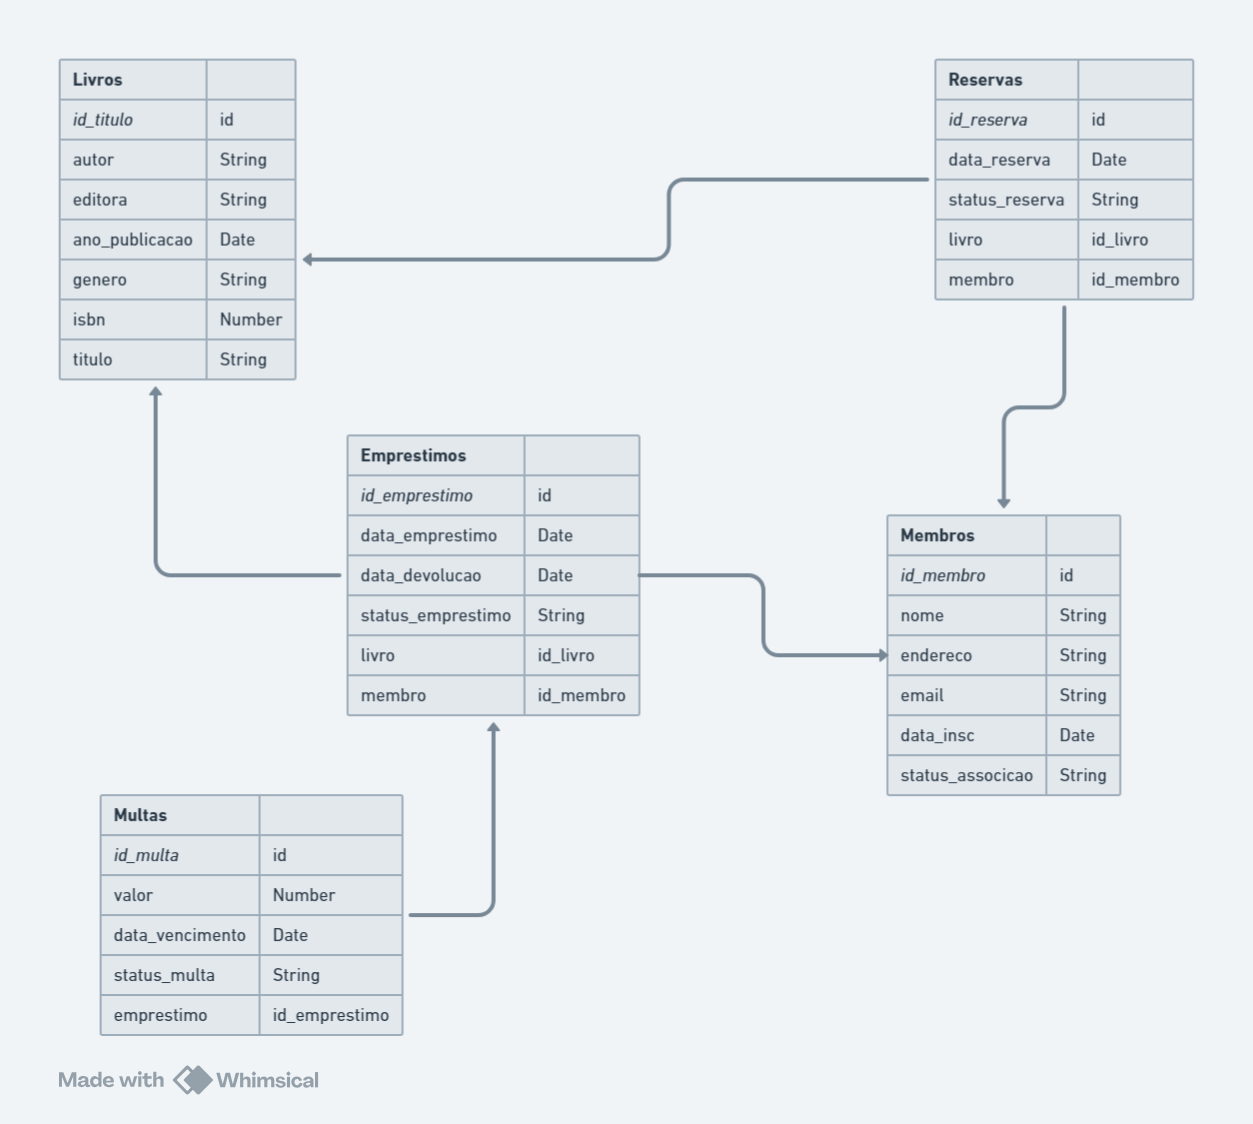 Livros
id_titulo id
autor String
editora String
ano_publicacao Date
genero String
isbn Number
titulo String
Reservas
id_reserva id
data_reserva Date
status_reserva String
livro id_livro
membro id_membro
Emprestimos
id_emprestimo id
data_emprestimo Date
data_devolucao Date
status_emprestimo String
livro id_livro
membro id_membro
Membros
id_membro id
nome String
endereco String
email String
data_insc Date
status_associcao String
Multas
id_multa id
valor Number
data_vencimento Date
status_multa String
emprestimo id_emprestimo
Made with Whimsical